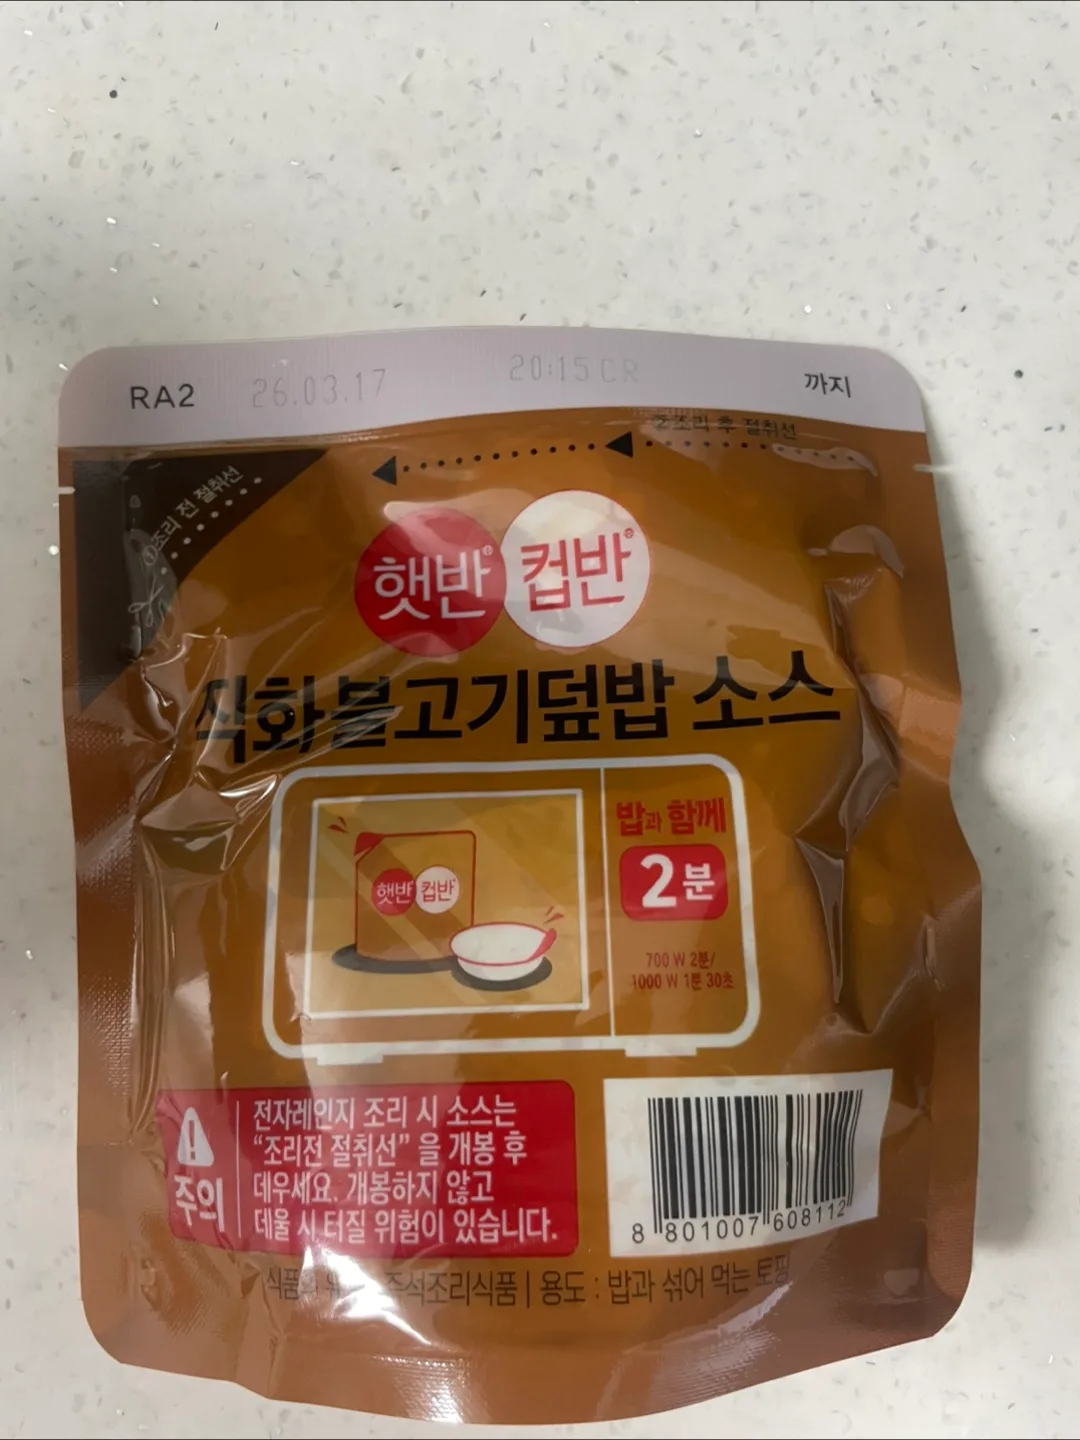 RA2 26.03.17 20:15 CR 까지
②조리 후 절취선
①조리 전 절취선
햇반® 컵반®
직화불고기덮밥 소스
밥과 함께
2분
햇반 컵반
700 W 2분/
1000 W 1분 30초
주의
전자레인지 조리 시 소스는
“조리전 절취선” 을 개봉 후
데우세요. 개봉하지 않고
데울 시 터질 위험이 있습니다.
8 801007 608112
식품의 | 용도 : 밥과 섞어 먹는 토핑